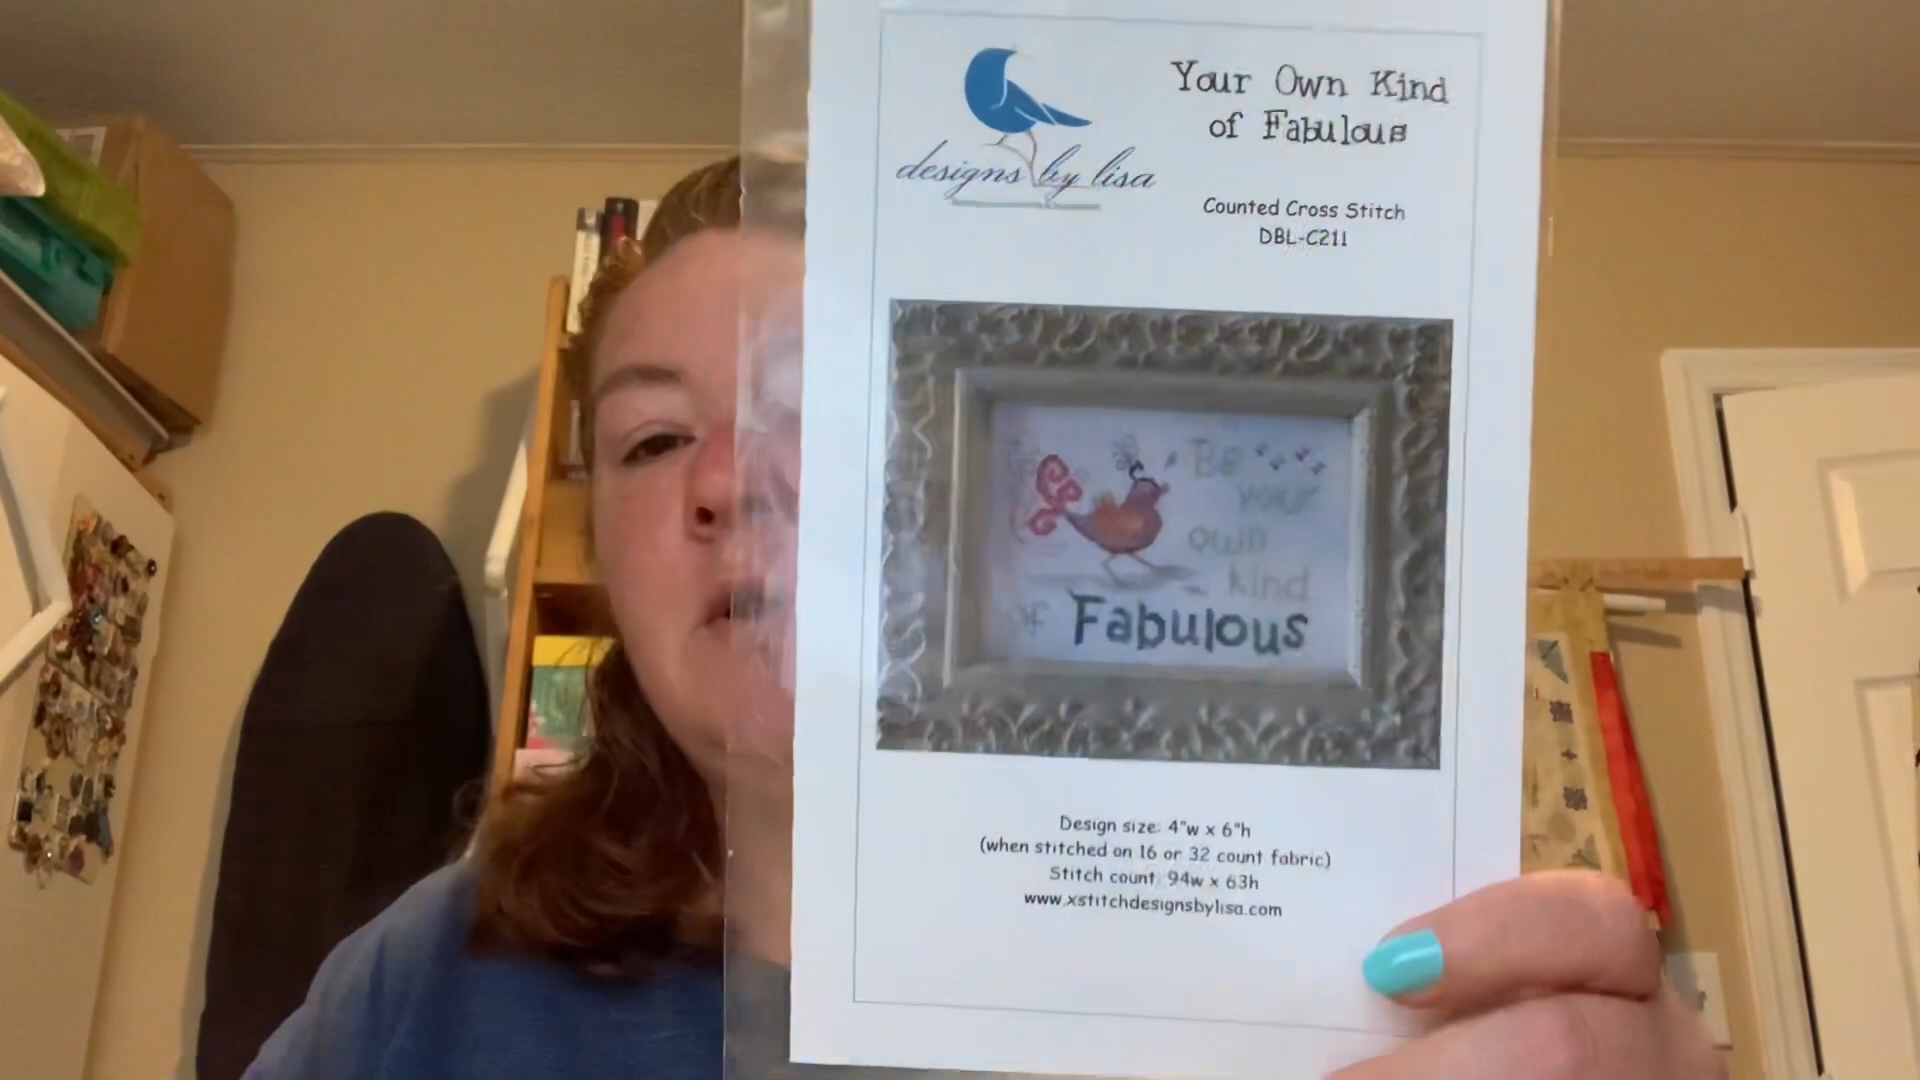 Your Own Kind
of Fabulous
designs by lisa
Counted Cross Stitch
DBL-C211
Be
your
own
kind
of Fabulous
Design size: 4"w x 6"h
(when stitched on 16 or 32 count fabric)
Stitch count: 94w x 63h
www.xstitchdesignsbylisa.com